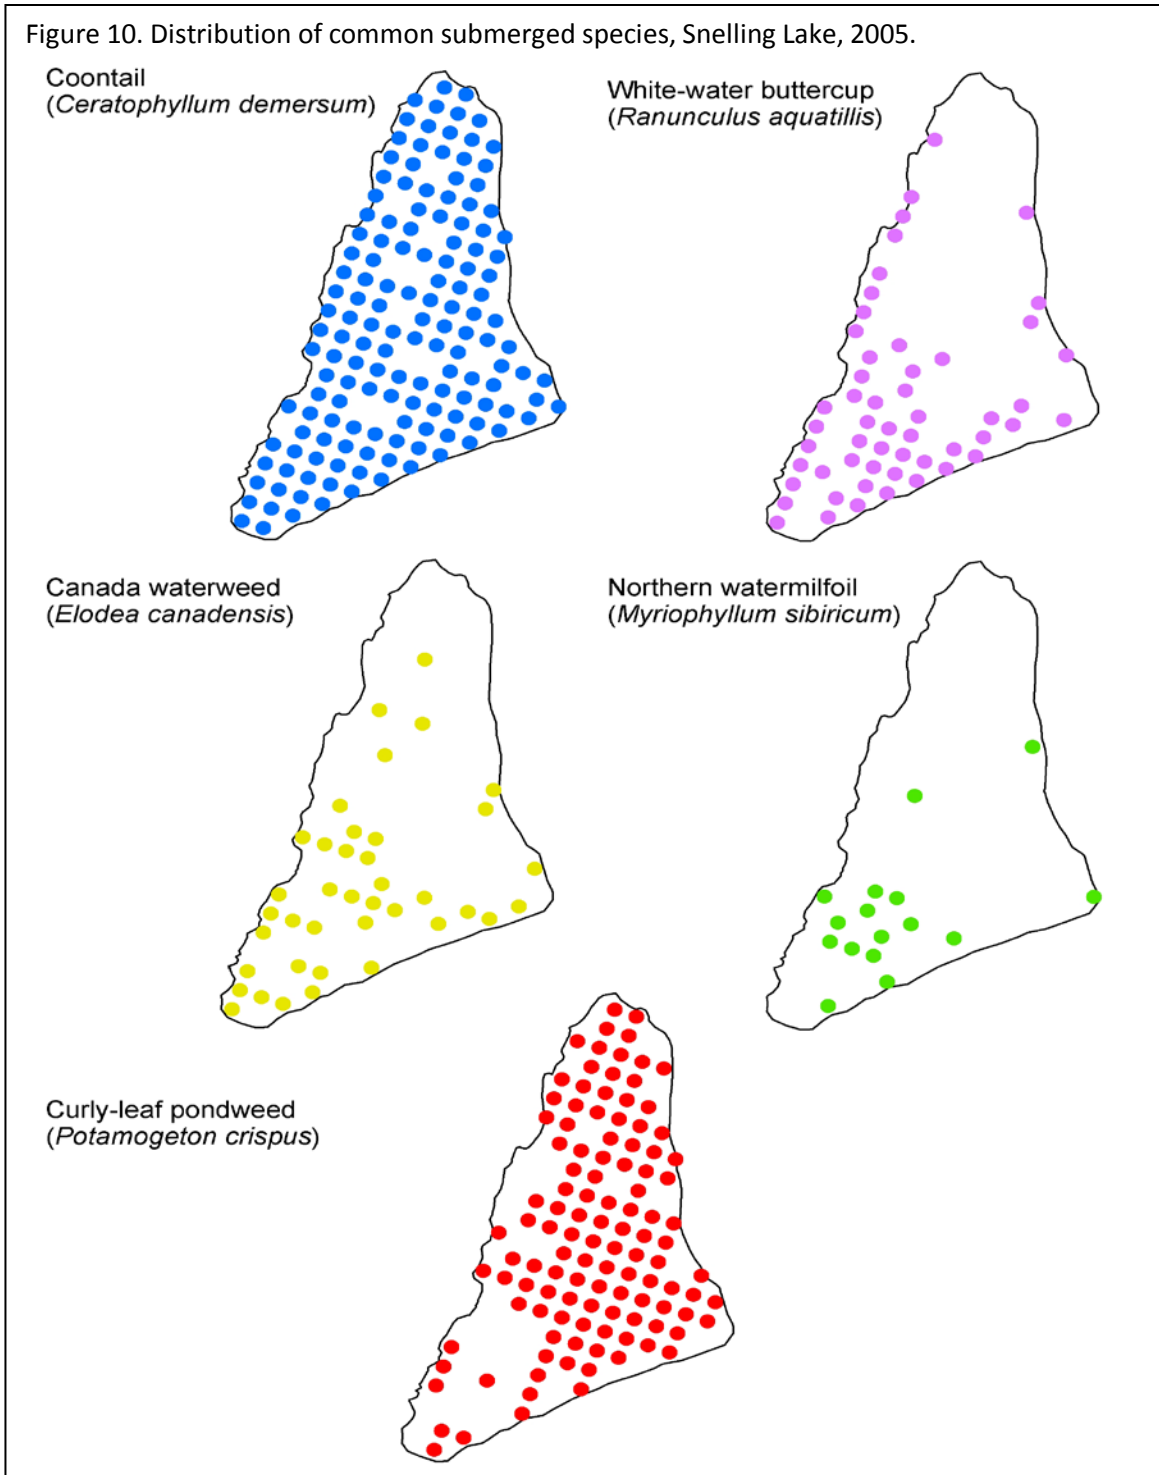 Figure 10. Distribution of common submerged species, Snelling Lake, 2005.
Coontail
(Ceratophyllum demersum)
White-water buttercup
(Ranunculus aquatillis)
Canada waterweed
(Elodea canadensis)
Northern watermilfoil
(Myriophyllum sibiricum)
Curly-leaf pondweed
(Potamogeton crispus)